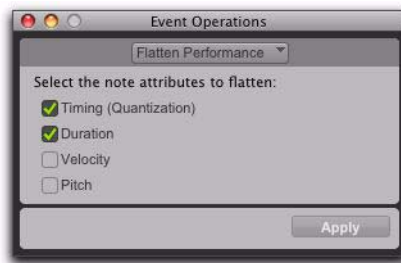 Event Operations
Flatten Performance
Select the note attributes to flatten:
Timing (Quantization)
Duration
Velocity
Pitch
Apply